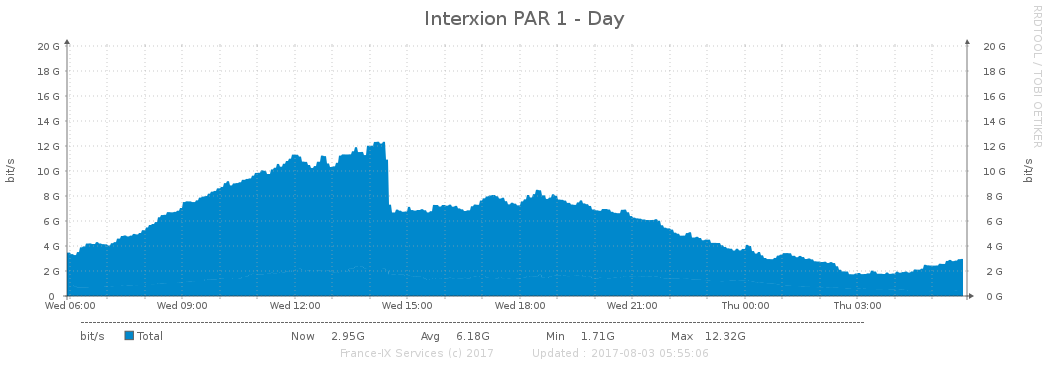 Interxion PAR 1 - Day
RRDTOOL / TOBI OETIKER
bit/s
20 G 20 G
18 G 18 G
16 G 16 G
14 G 14 G
12 G 12 G
10 G 10 G
8 G 8 G
6 G 6 G
4 G 4 G
2 G 2 G
0 0 G
bit/s
Wed 06:00 Wed 09:00 Wed 12:00 Wed 15:00 Wed 18:00 Wed 21:00 Thu 00:00 Thu 03:00
bit/s Total Now 2.95G Avg 6.18G Min 1.71G Max 12.32G
France-IX Services (c) 2017 Updated : 2017-08-03 05:55:06